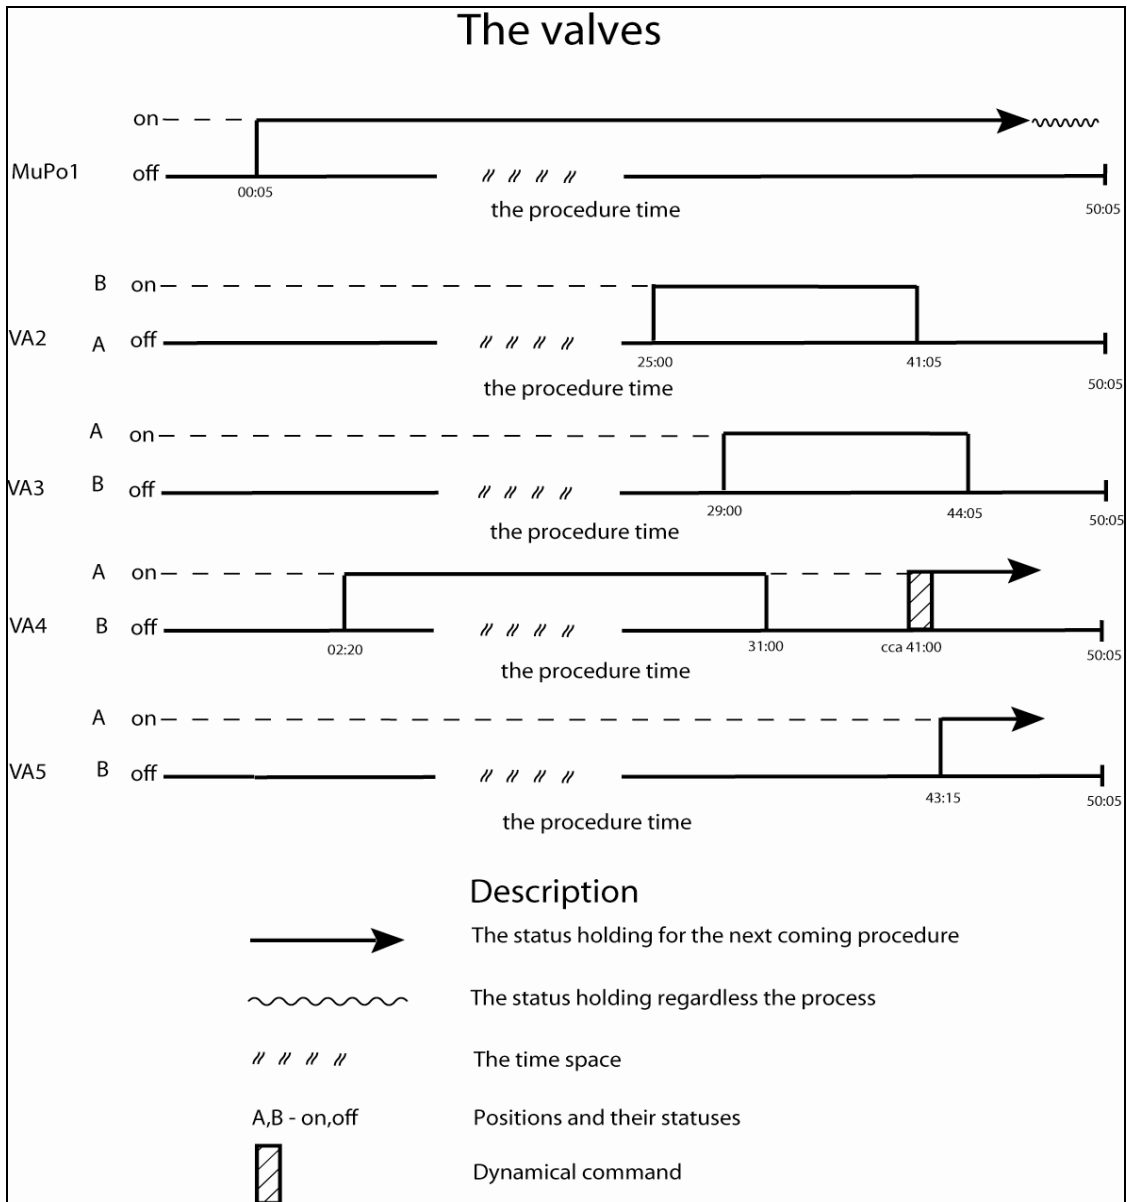 The valves
on
MuPo1 off
00:05
the procedure time
50:05
B on
VA2 A off
25:00 41:05
the procedure time
50:05
A on
VA3 B off
29:00 44:05
the procedure time
50:05
A on
VA4 B off
02:20 31:00 cca 41:00
the procedure time
50:05
A on
VA5 B off
43:15 50:05
the procedure time
Description
The status holding for the next coming procedure
The status holding regardless the process
The time space
A,B - on,off Positions and their statuses
Dynamical command